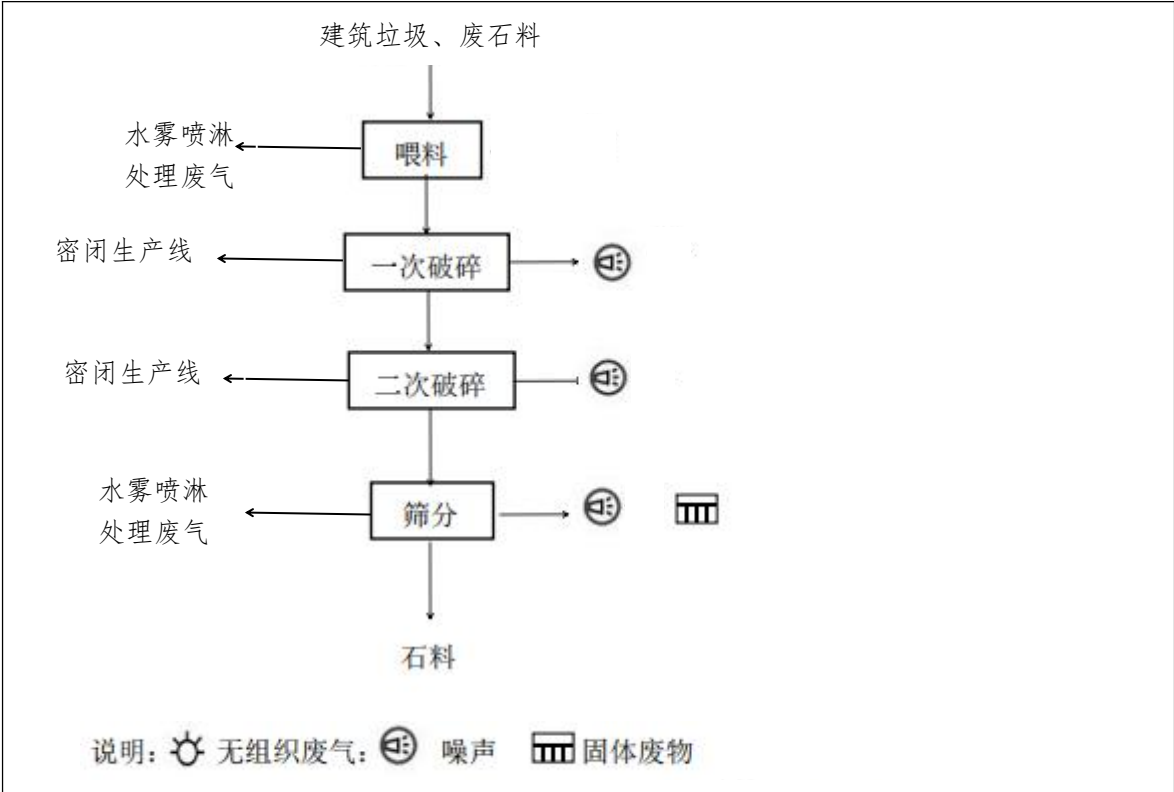 建筑垃圾、废石料
水雾喷淋
处理废气
喂料
密闭生产线
一次破碎
密闭生产线
二次破碎
水雾喷淋
处理废气
筛分
石料
说明: 无组织废气: 噪声 固体废物